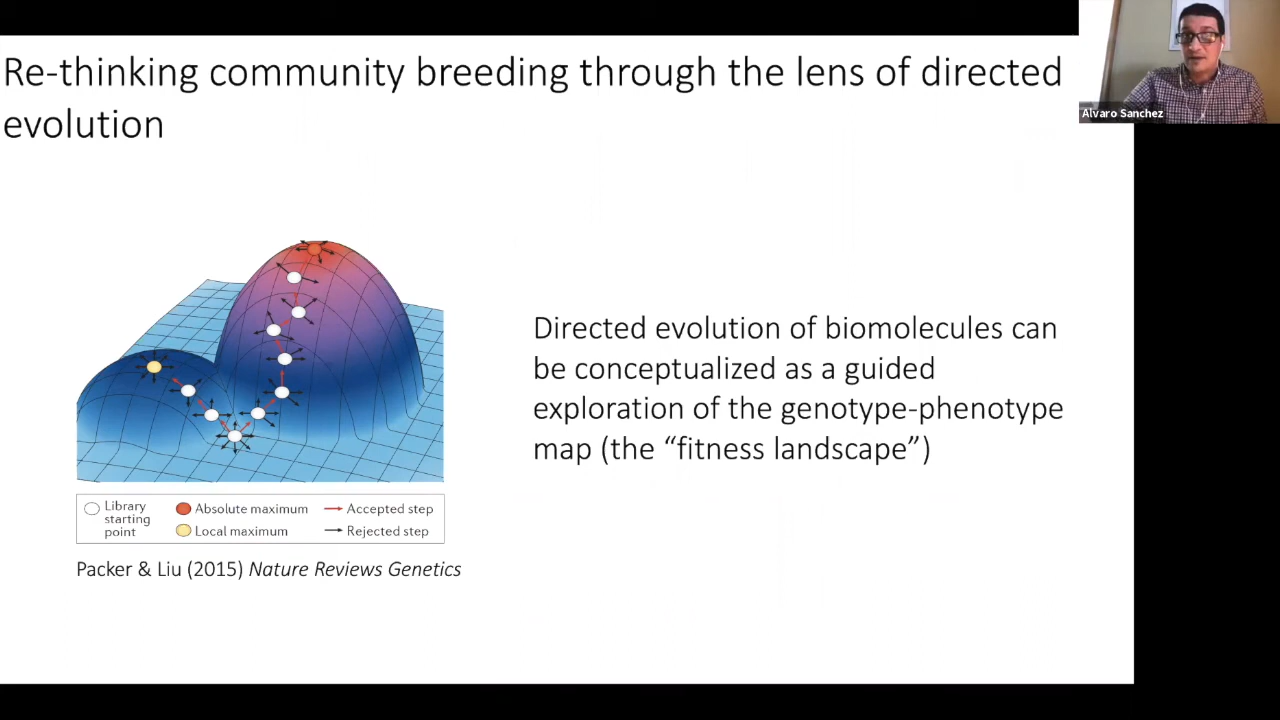 Re-thinking community breeding through the lens of directed
evolution
Alvaro Sanchez
Directed evolution of biomolecules can
be conceptualized as a guided
exploration of the genotype-phenotype
map (the “fitness landscape”)
Library
starting
point
Absolute maximum
Local maximum
Accepted step
Rejected step
Packer & Liu (2015) Nature Reviews Genetics